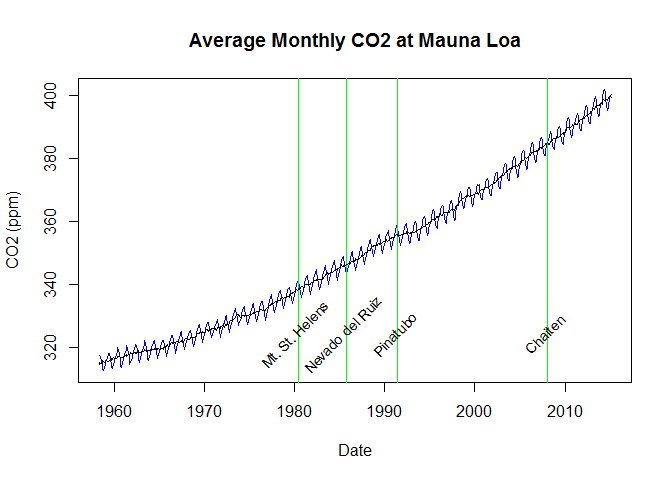 Average Monthly CO2 at Mauna Loa
CO2 (ppm)
400
380
360
340
320
Mt. St. Helens
Nevado del Ruiz
Pinatubo
Chaiten
1960 1970 1980 1990 2000 2010
Date